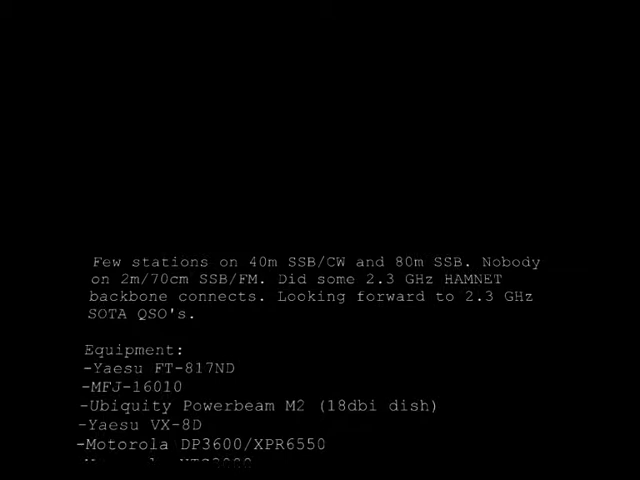 Few stations on 40m SSB/CW and 80m SSB. Nobody
on 2m/70cm SSB/FM. Did some 2.3 GHz HAMNET
backbone connects. Looking forward to 2.3 GHz
SOTA QSO's.
Equipment:
-Yaesu FT-817ND
-MFJ-16010
-Ubiquity Powerbeam M2 (18dbi dish)
-Yaesu VX-8D
-Motorola DP3600/XPR6550